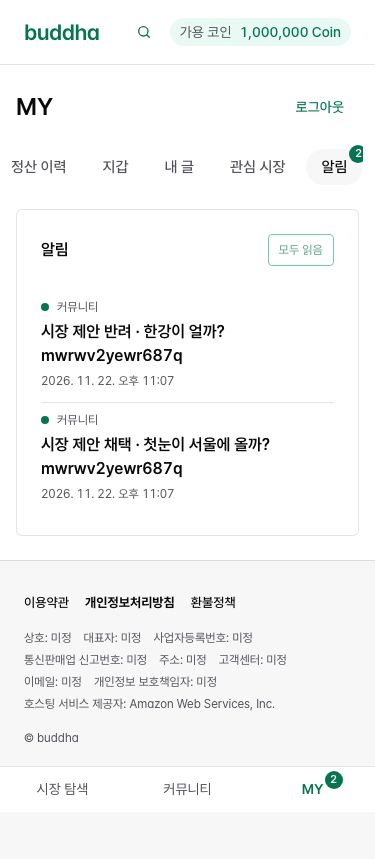 buddha 가용 코인 1,000,000 Coin
MY 로그아웃
정산 이력 지갑 내 글 관심 시장 알림 2
알림 모두 읽음
커뮤니티
시장 제안 반려 · 한강이 얼까?
mwrwv2yewr687q
2026. 11. 22. 오후 11:07
커뮤니티
시장 제안 채택 · 첫눈이 서울에 올까?
mwrwv2yewr687q
2026. 11. 22. 오후 11:07
이용약관 개인정보처리방침 환불정책
상호: 미정 대표자: 미정 사업자등록번호: 미정
통신판매업 신고번호: 미정 주소: 미정 고객센터: 미정
이메일: 미정 개인정보 보호책임자: 미정
호스팅 서비스 제공자: Amazon Web Services, Inc.
© buddha
시장 탐색 커뮤니티 MY 2